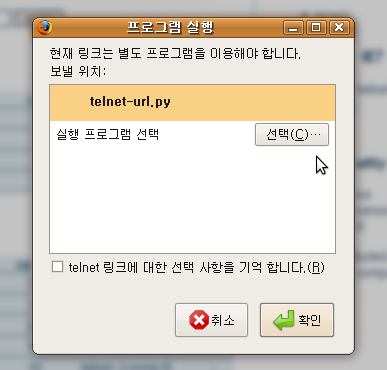 프로그램 실행
현재 링크는 별도 프로그램을 이용해야 합니다.
보낼 위치:
telnet-url.py
실행 프로그램 선택
선택(C)...
telnet 링크에 대한 선택 사항을 기억 합니다.(R)
취소
확인